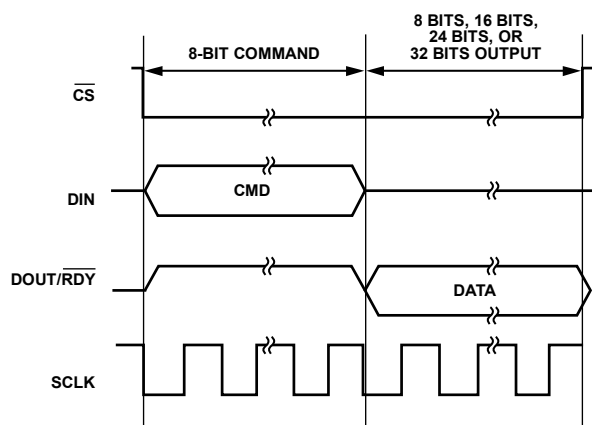 8-BIT COMMAND
8 BITS, 16 BITS,
24 BITS, OR
32 BITS OUTPUT
CS
DIN
CMD
DOUT/RDY
DATA
SCLK